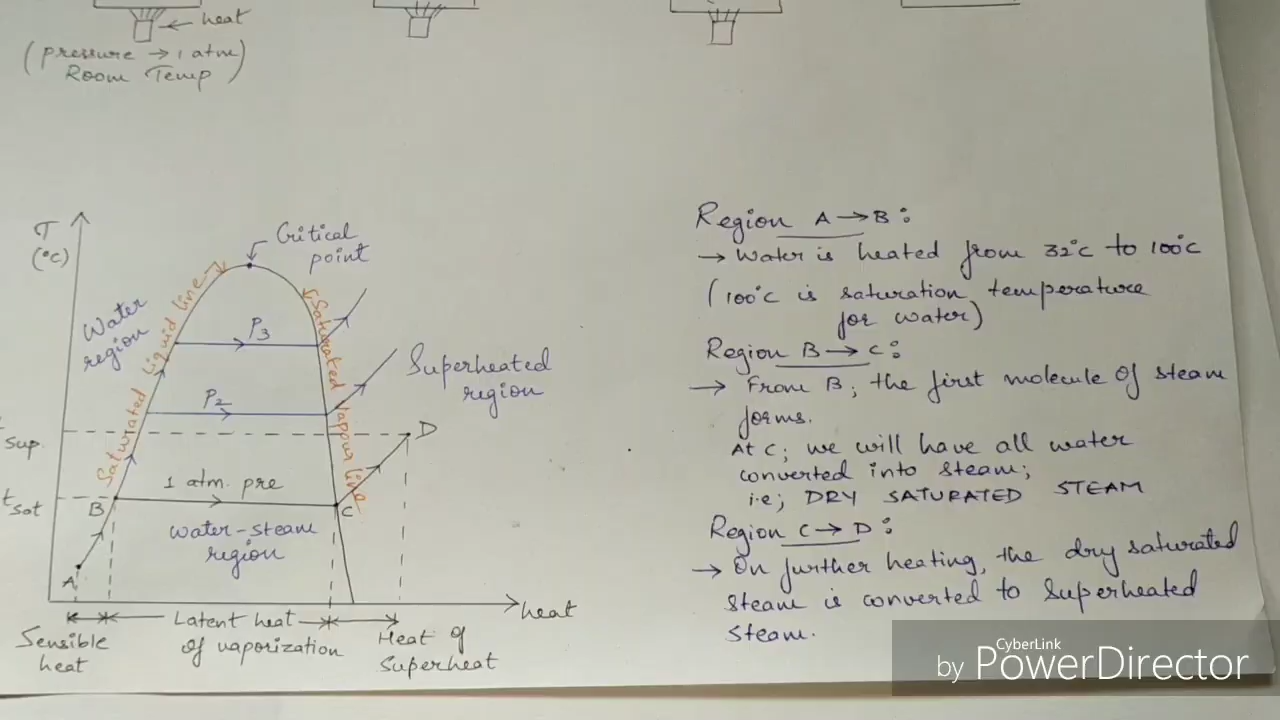 heat
(pressure → 1 atm
Room Temp)
T
(°C)
Critical
point
Water
region
Saturated liquid line
Saturated vapour line
P3
P2
Superheated
region
t sup.
D
1 atm. pre
t sat
B
C
Water-steam
region
A
heat
Sensible
heat
Latent heat
of vaporization
Heat of
Superheat
Region A → B :
→ Water is heated from 32°C to 100°C
(100°C is saturation temperature
for water)
Region B → C :
→ From B; the first molecule of steam
forms.
At C; we will have all water
converted into steam;
i.e; DRY SATURATED STEAM
Region C → D :
→ On further heating, the dry saturated
steam is converted to superheated
steam.
CyberLink
by PowerDirector